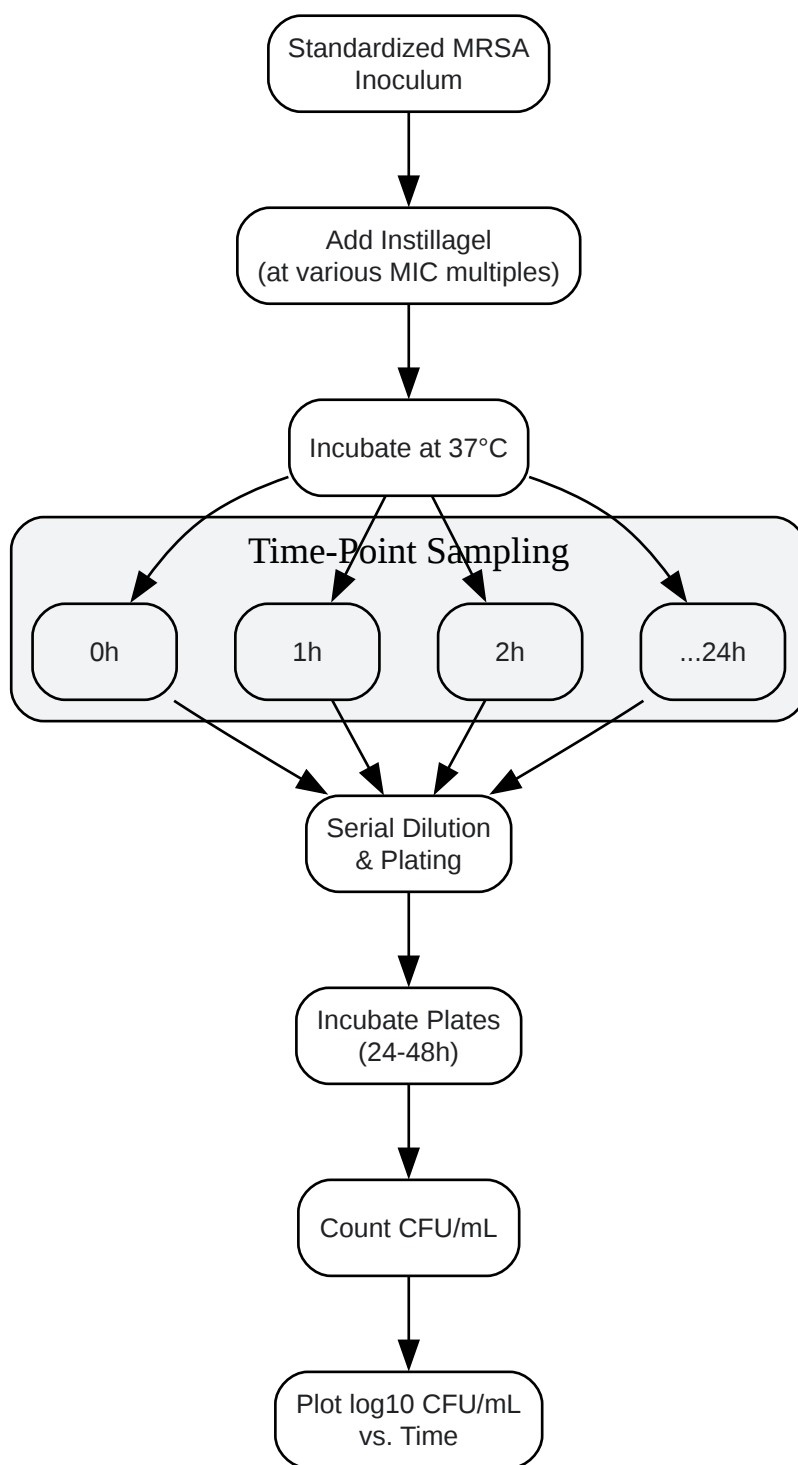 Standardized MRSA
Inoculum
Add Instillagel
(at various MIC multiples)
Incubate at 37°C
Time-Point Sampling
0h
1h
2h
...24h
Serial Dilution
& Plating
Incubate Plates
(24-48h)
Count CFU/mL
Plot log10 CFU/mL
vs. Time